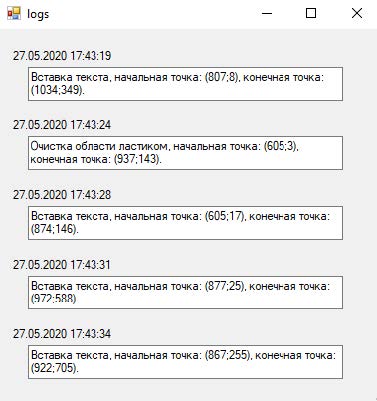 logs
27.05.2020 17:43:19
Вставка текста, начальная точка: (807;8), конечная точка:
(1034;349).
27.05.2020 17:43:24
Очистка области ластиком, начальная точка: (605;3),
конечная точка: (937;143).
27.05.2020 17:43:28
Вставка текста, начальная точка: (605;17), конечная точка:
(874;146).
27.05.2020 17:43:31
Вставка текста, начальная точка: (877;25), конечная точка:
(972;588).
27.05.2020 17:43:34
Вставка текста, начальная точка: (867;255), конечная точка:
(922;705).